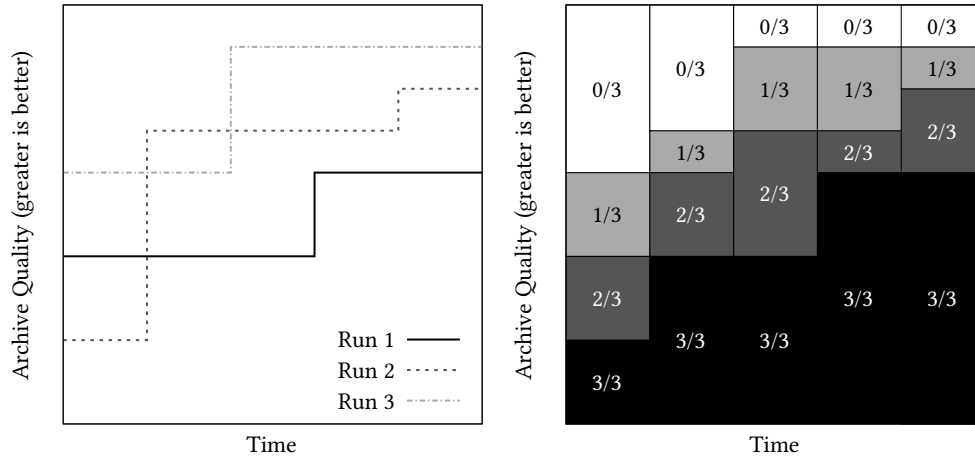 Archive Quality (greater is better)
Run 1
Run 2
Run 3
Time
Archive Quality (greater is better)
0/3 0/3 0/3
0/3
0/3
1/3
1/3 1/3
2/3
1/3 2/3
2/3
1/3 2/3
2/3
3/3 3/3
3/3 3/3
3/3
Time